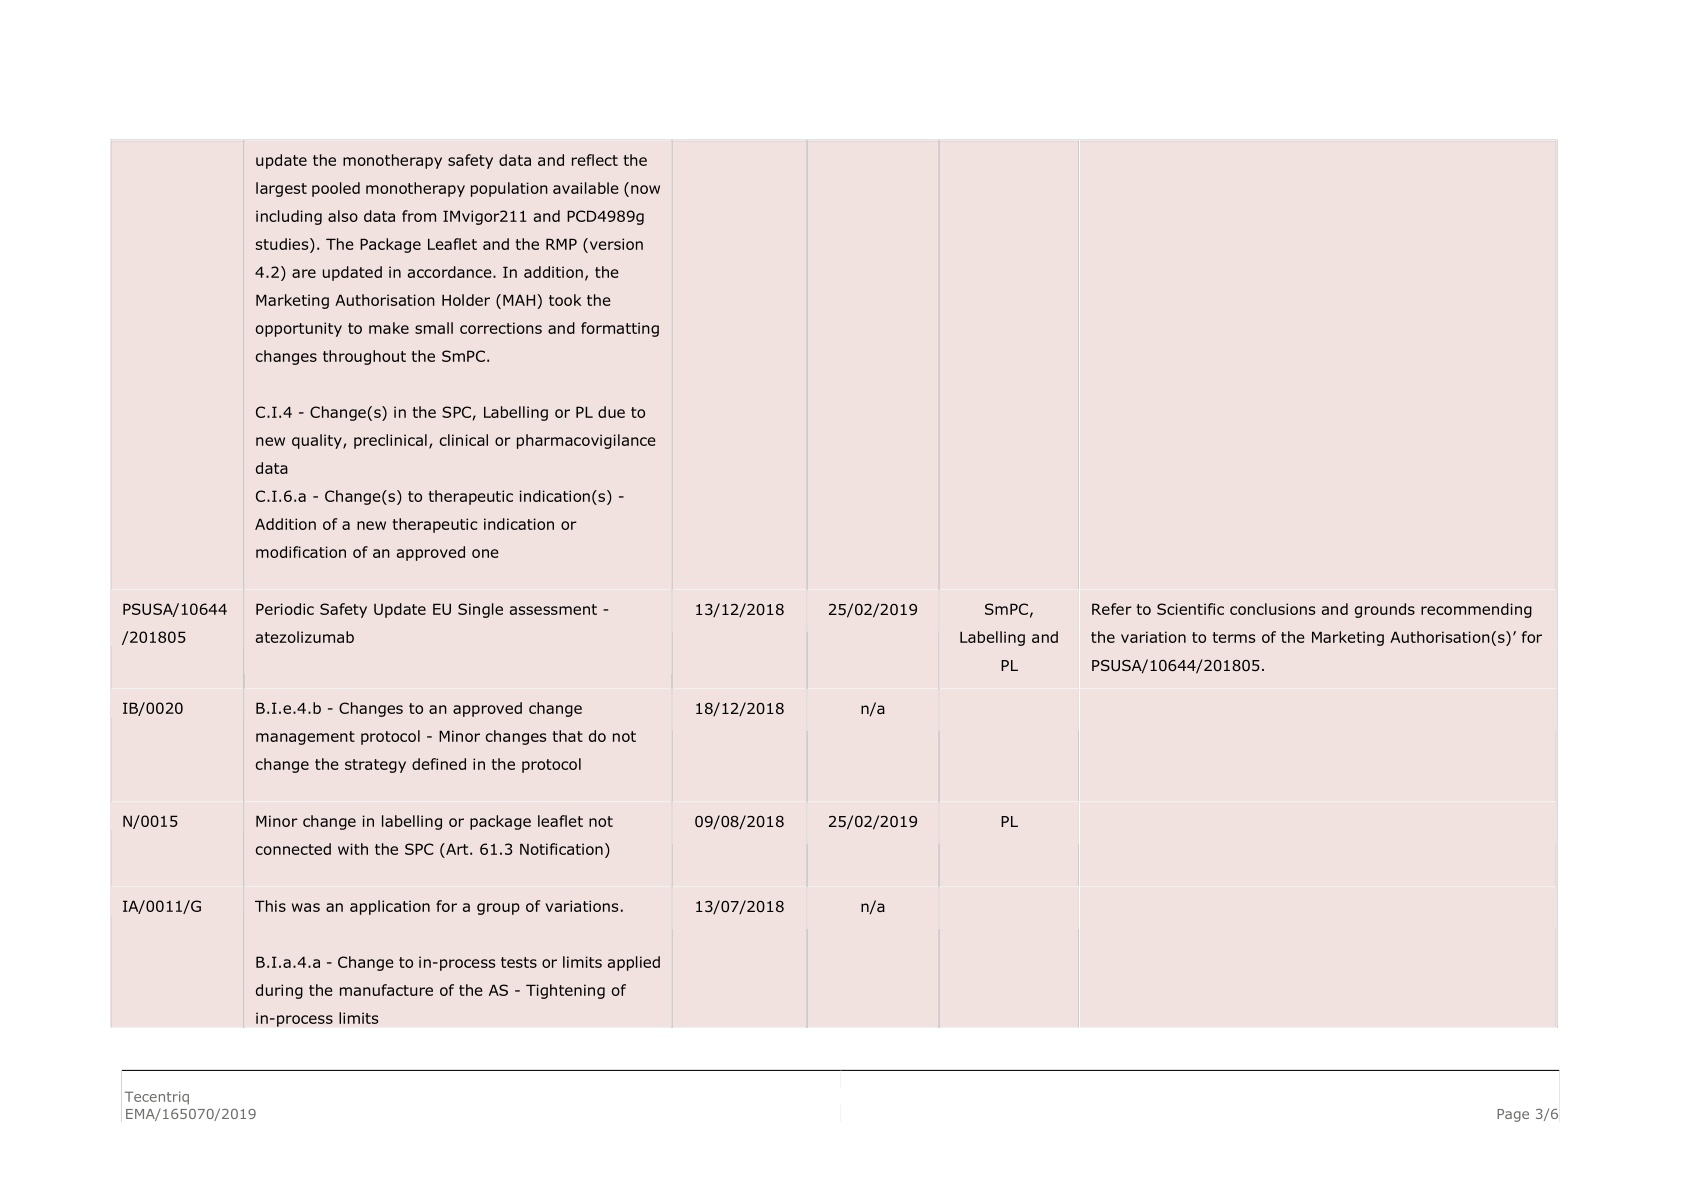 update the monotherapy safety data and reflect the
largest pooled monotherapy population available (now
including also data from IMvigor211 and PCD4989g
studies). The Package Leaflet and the RMP (version
4.2) are updated in accordance. In addition, the
Marketing Authorisation Holder (MAH) took the
opportunity to make small corrections and formatting
changes throughout the SmPC.
C.I.4 - Change(s) in the SPC, Labelling or PL due to
new quality, preclinical, clinical or pharmacovigilance
data
C.I.6.a - Change(s) to therapeutic indication(s) -
Addition of a new therapeutic indication or
modification of an approved one
PSUSA/10644
/201805
Periodic Safety Update EU Single assessment -
atezolizumab
13/12/2018
25/02/2019
SmPC,
Labelling and
PL
Refer to Scientific conclusions and grounds recommending
the variation to terms of the Marketing Authorisation(s)’ for
PSUSA/10644/201805.
IB/0020
B.I.e.4.b - Changes to an approved change
management protocol - Minor changes that do not
change the strategy defined in the protocol
18/12/2018
n/a
N/0015
Minor change in labelling or package leaflet not
connected with the SPC (Art. 61.3 Notification)
09/08/2018
25/02/2019
PL
IA/0011/G
This was an application for a group of variations.
13/07/2018
n/a
B.I.a.4.a - Change to in-process tests or limits applied
during the manufacture of the AS - Tightening of
in-process limits
Tecentriq
EMA/165070/2019
Page 3/6